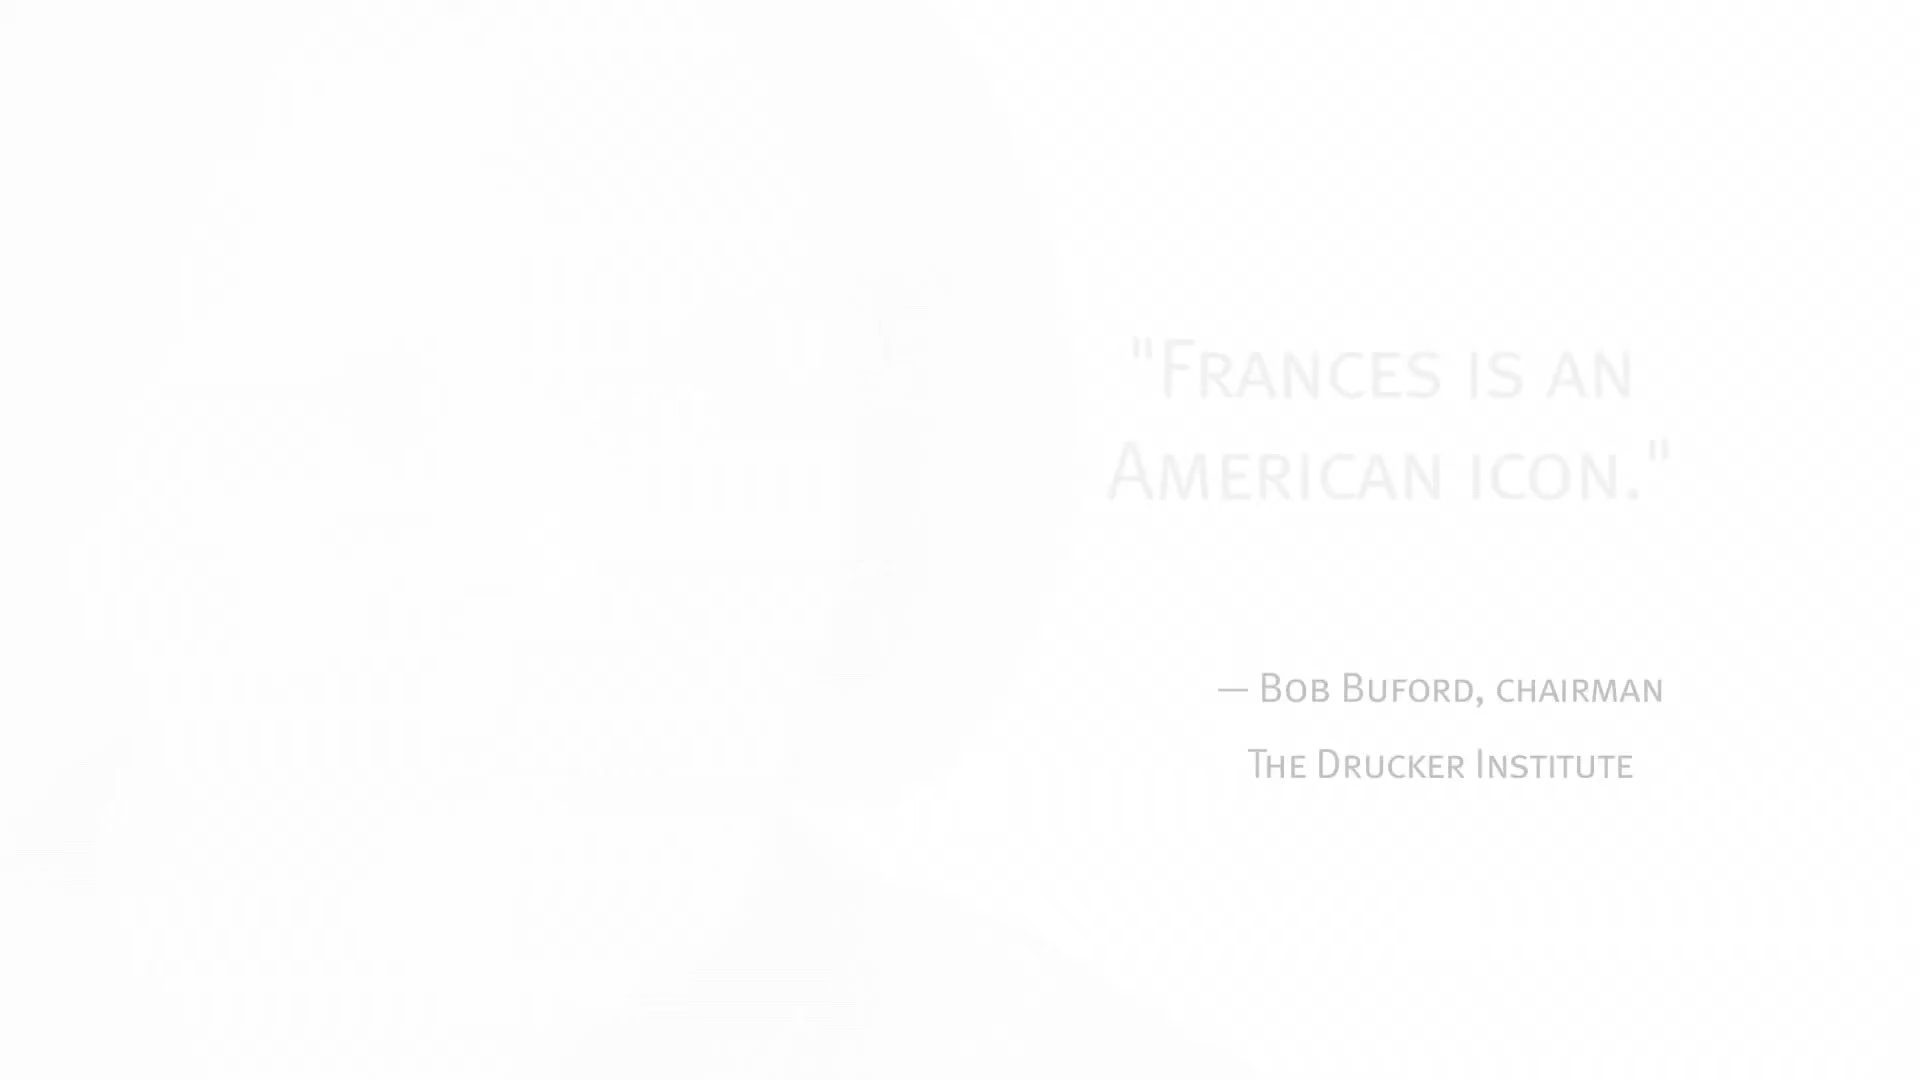 "Frances is an
American icon."
— Bob Buford, chairman
The Drucker Institute